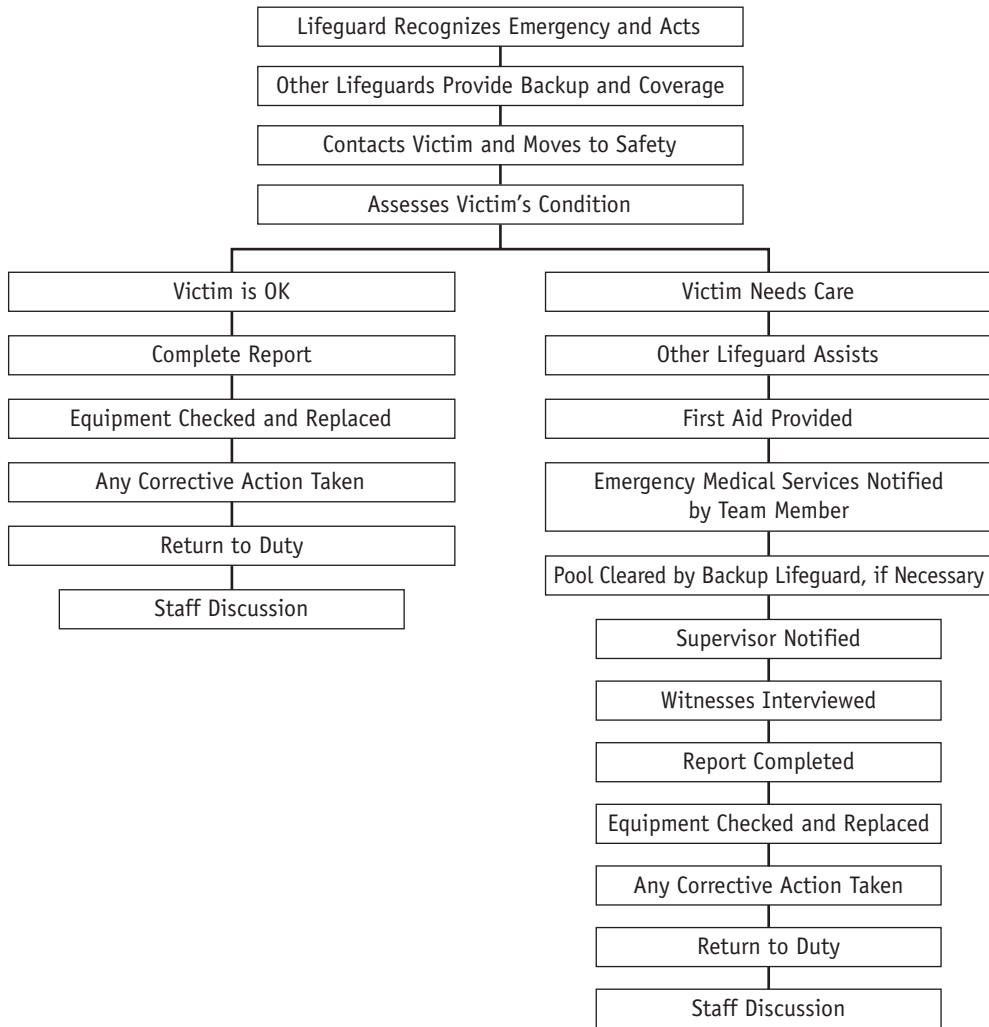 Lifeguard Recognizes Emergency and Acts
Other Lifeguards Provide Backup and Coverage
Contacts Victim and Moves to Safety
Assesses Victim's Condition
Victim is OK
Complete Report
Equipment Checked and Replaced
Any Corrective Action Taken
Return to Duty
Staff Discussion
Victim Needs Care
Other Lifeguard Assists
First Aid Provided
Emergency Medical Services Notified
by Team Member
Pool Cleared by Backup Lifeguard, if Necessary
Supervisor Notified
Witnesses Interviewed
Report Completed
Equipment Checked and Replaced
Any Corrective Action Taken
Return to Duty
Staff Discussion